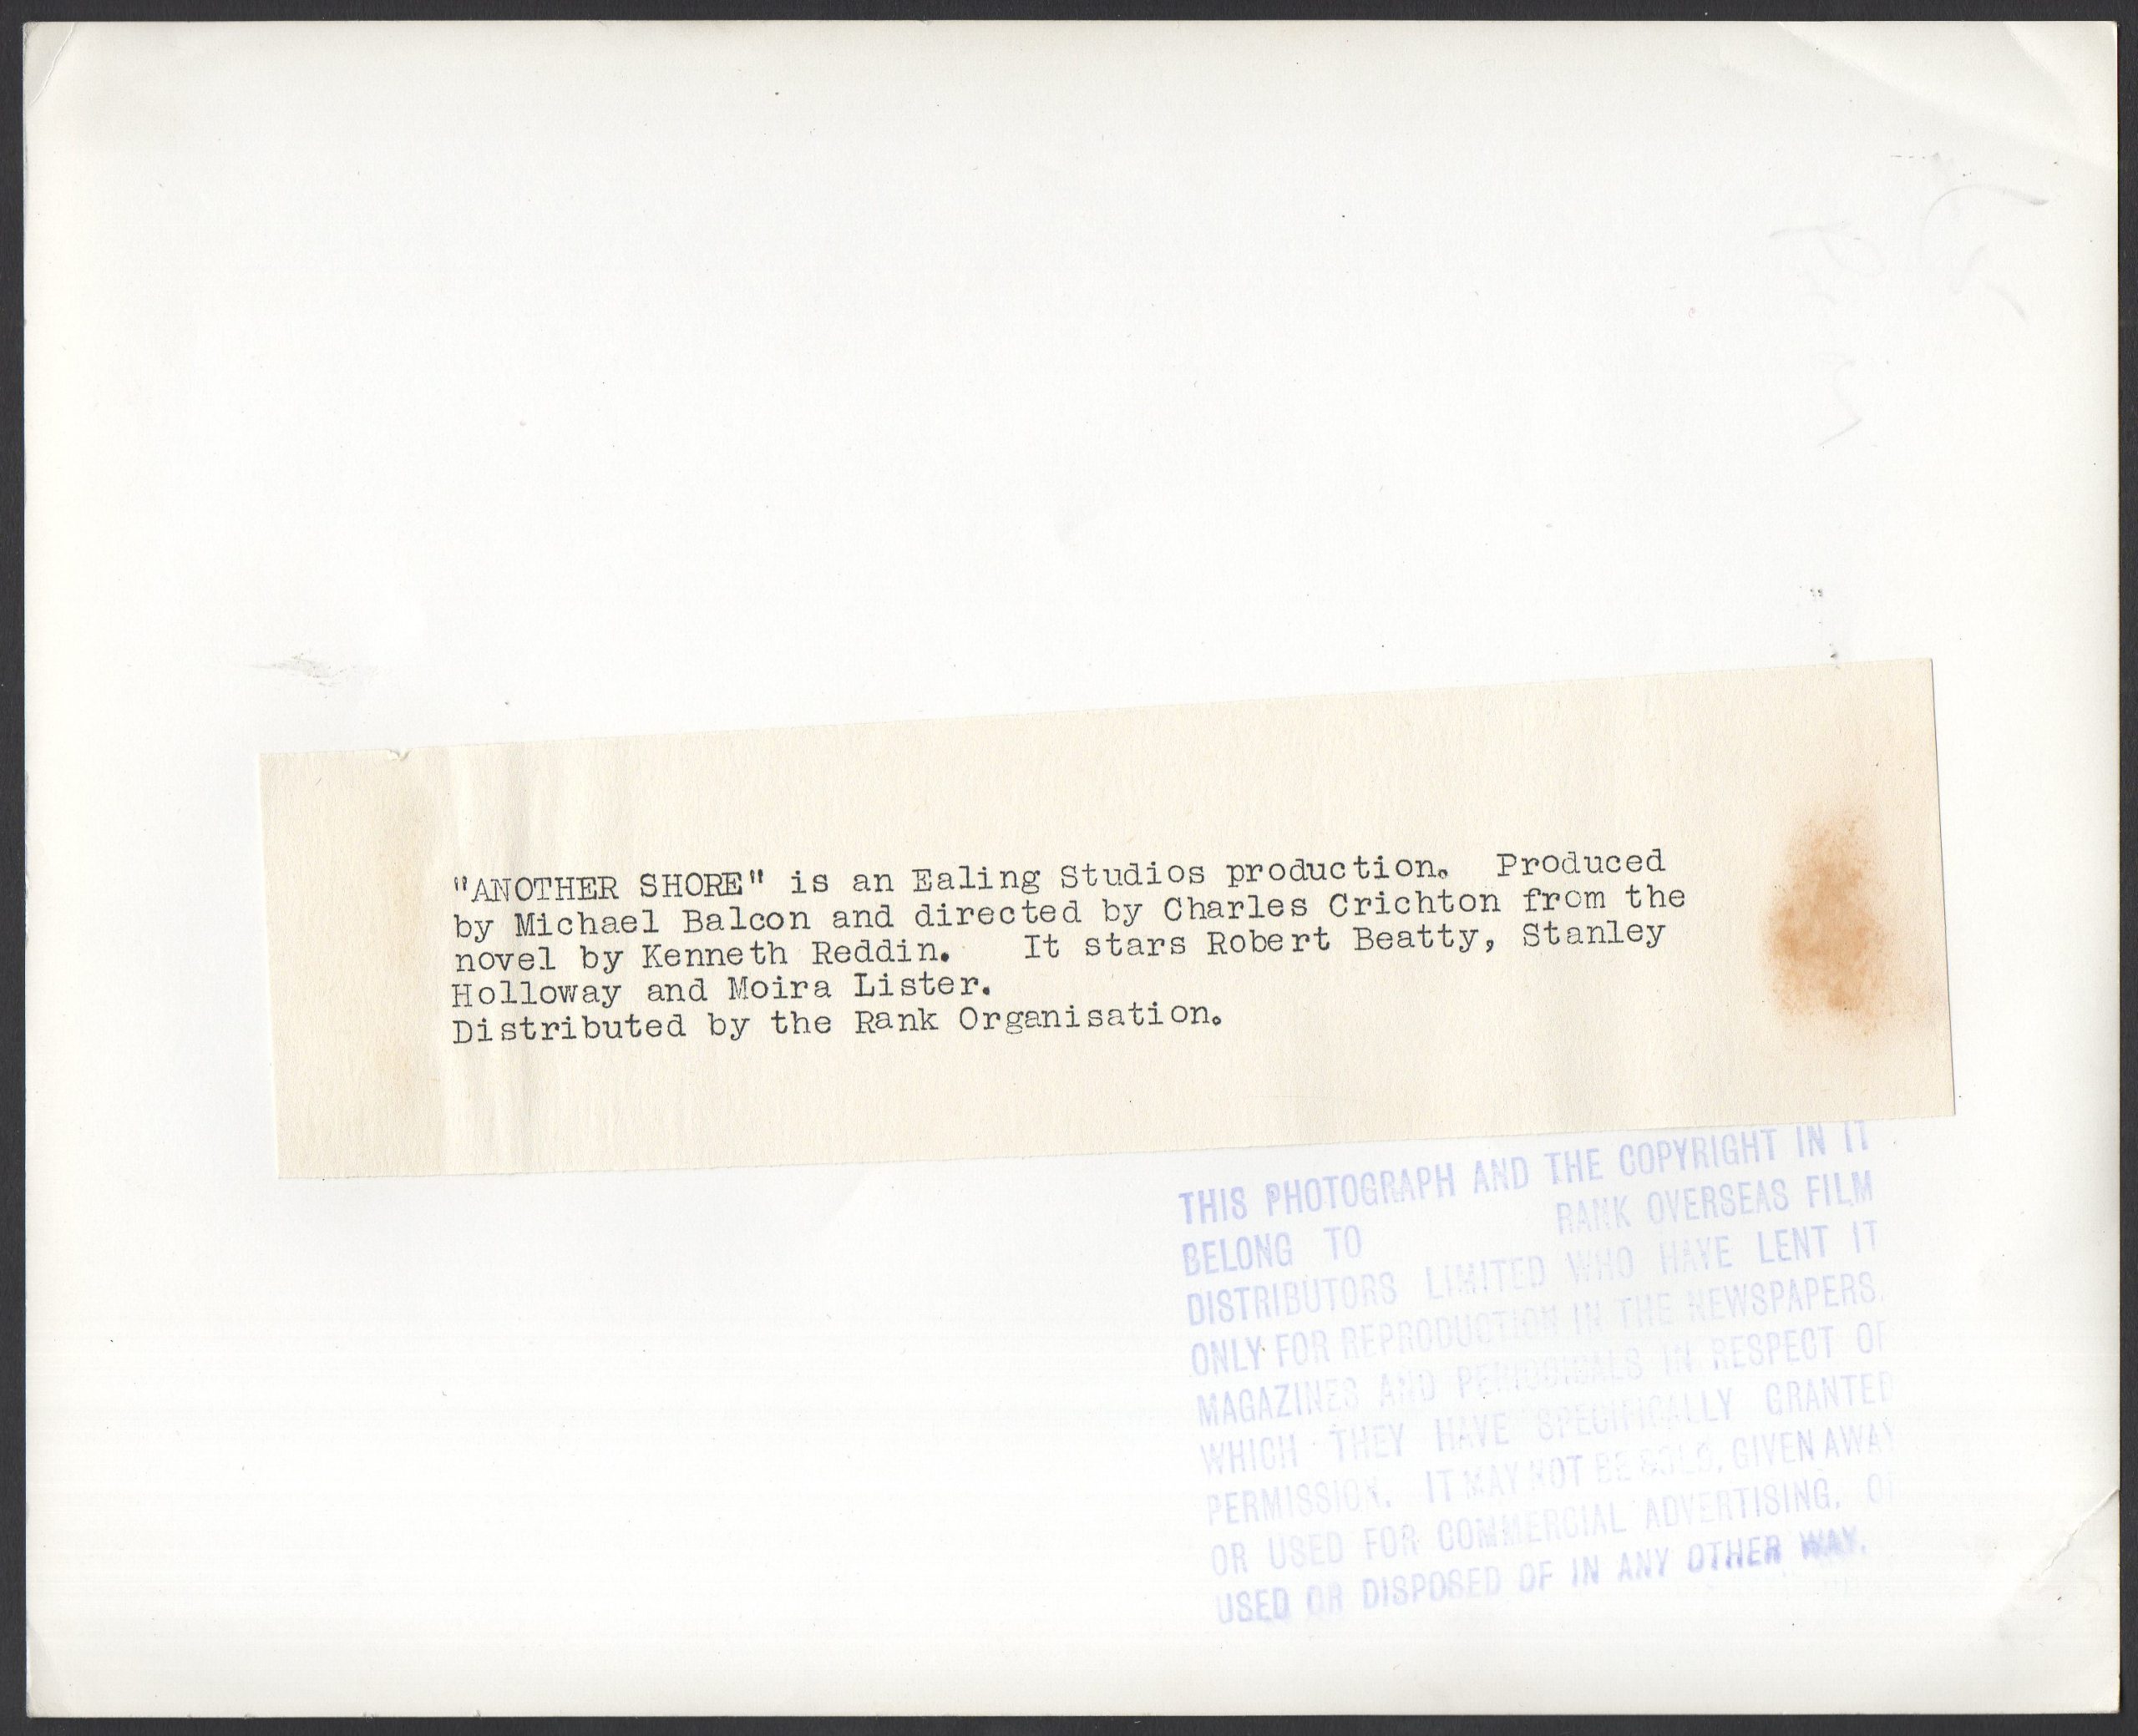 "ANOTHER SHORE" is an Ealing Studios production. Produced
by Michael Balcon and directed by Charles Crichton from the
novel by Kenneth Reddin. It stars Robert Beatty, Stanley
Holloway and Moira Lister.
Distributed by the Rank Organisation.
THIS PHOTOGRAPH AND THE COPYRIGHT IN IT
BELONG TO RANK OVERSEAS FILM
DISTRIBUTORS LIMITED WHO HAVE LENT IT
ONLY FOR REPRODUCTION IN THE NEWSPAPERS,
MAGAZINES AND PERIODICALS IN RESPECT OF
WHICH THEY HAVE SPECIFICALLY GRANTED
PERMISSION. IT MAY NOT BE SOLD, GIVEN AWAY
OR USED FOR COMMERCIAL ADVERTISING, OR
USED OR DISPOSED OF IN ANY OTHER WAY.